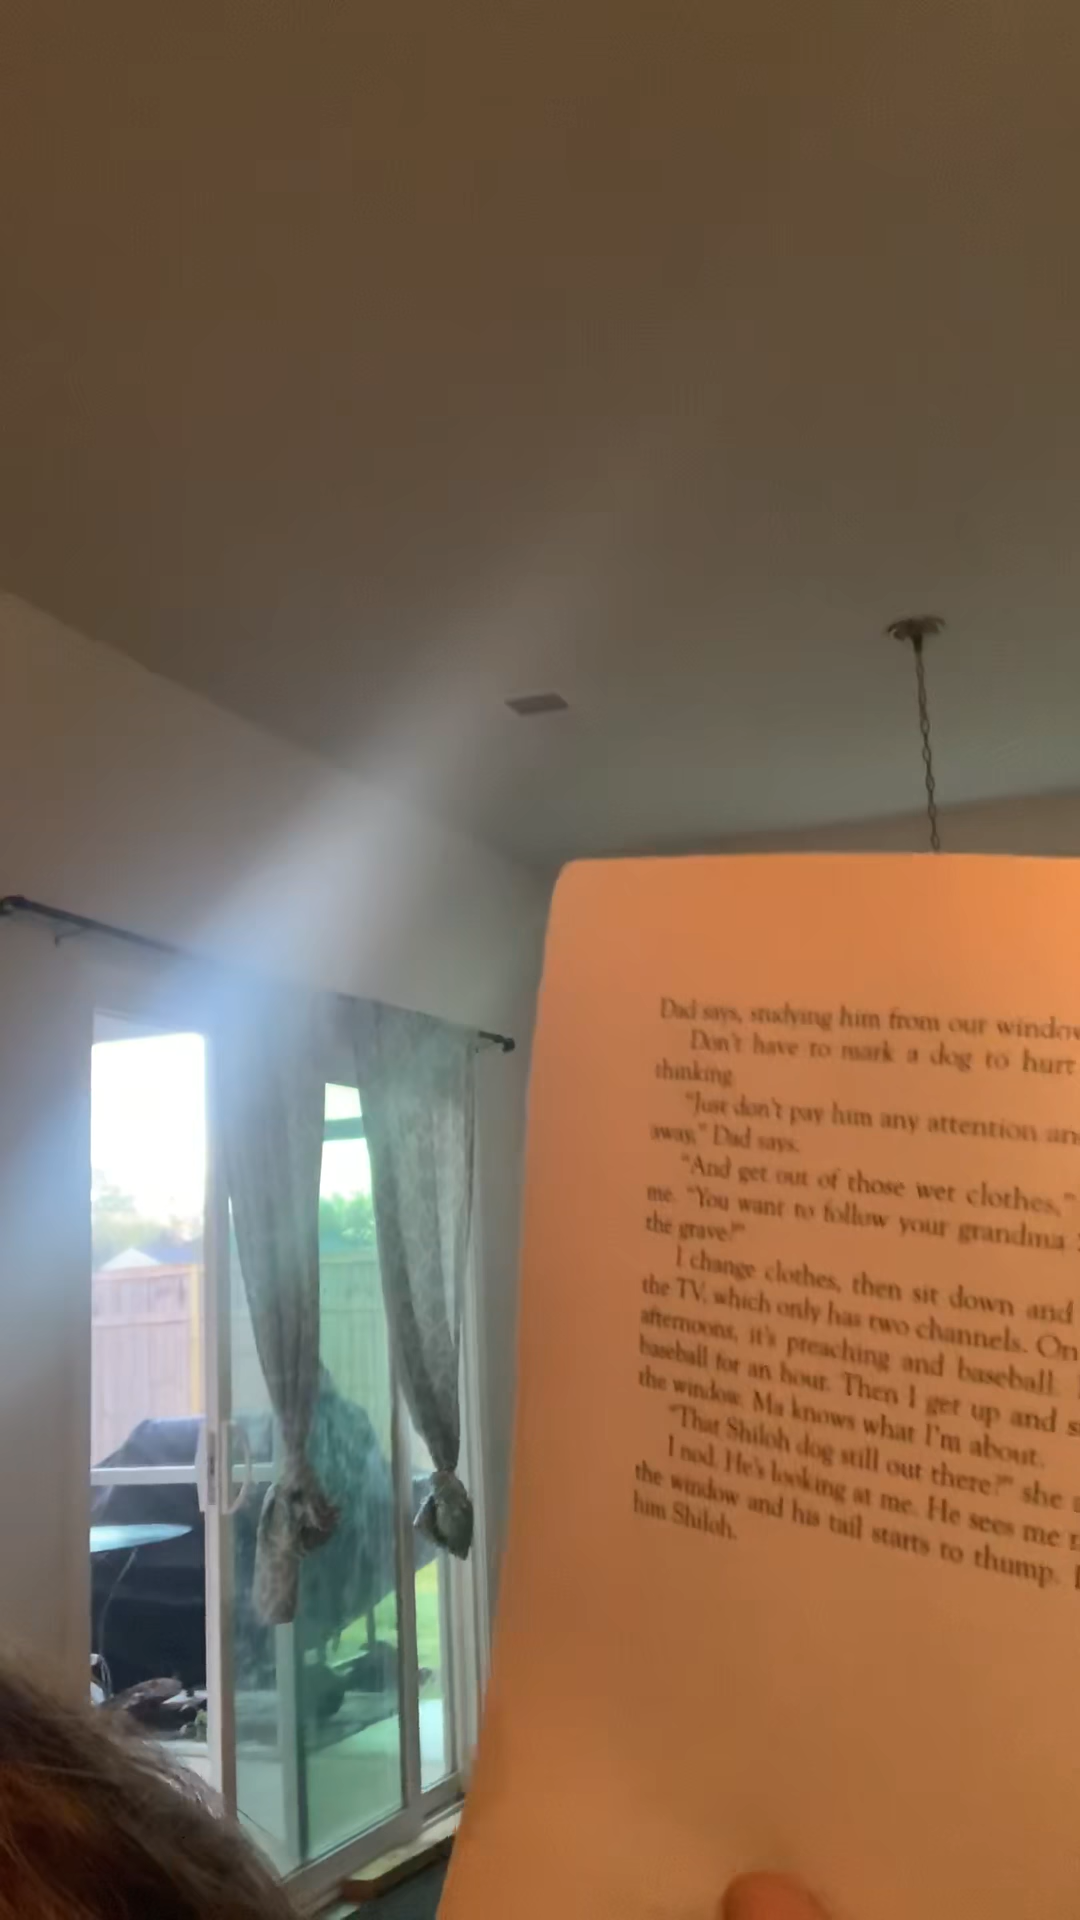 Dad says, studying him from our window
Don't have to mark a dog to hurt
thinking.
"Just don't pay him any attention
away," Dad says.
"And get out of those wet clothes,"
me. "You want to follow your grandma
the grave?"
I change clothes, then sit down and
the TV, which only has two channels. On
afternoons, it's preaching and baseball.
baseball for an hour. Then I get up and
the window. Ma knows what I'm about.
"That Shiloh dog still out there?" she
I nod. He's looking at me. He sees me
the window and his tail starts to thump.
him Shiloh.